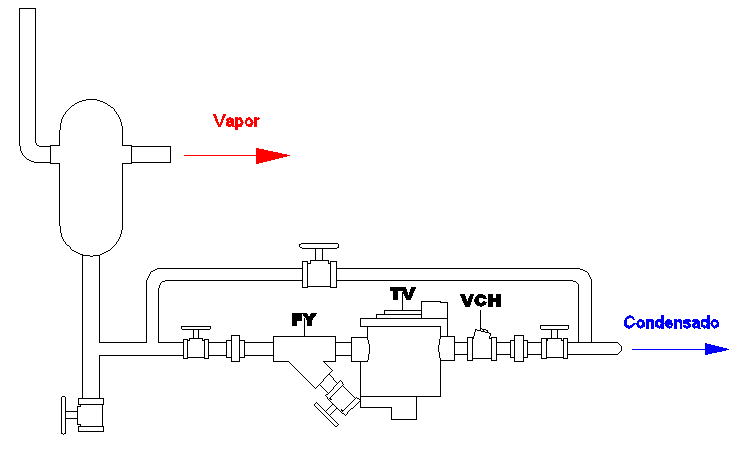 Vapor
TV
VCH
FY
Condensado